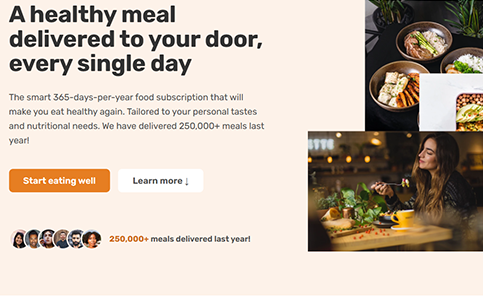 A healthy meal
delivered to your door,
every single day
The smart 365-days-per-year food subscription that will
make you eat healthy again. Tailored to your personal tastes
and nutritional needs. We have delivered 250,000+ meals last
year!
Start eating well
Learn more ↓
250,000+ meals delivered last year!